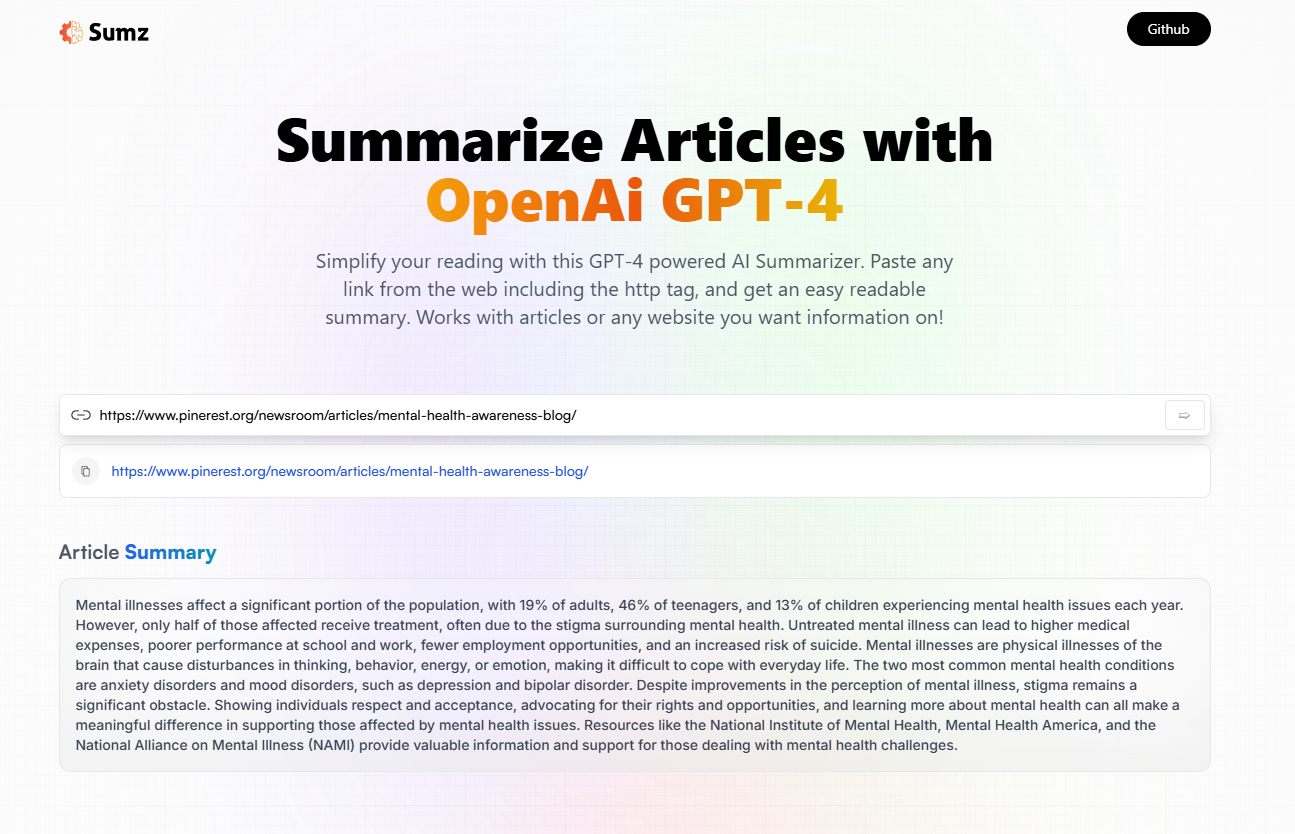 Sumz
Github
Summarize Articles with
OpenAi GPT-4
Simplify your reading with this GPT-4 powered AI Summarizer. Paste any
link from the web including the http tag, and get an easy readable
summary. Works with articles or any website you want information on!
https://www.pinerest.org/newsroom/articles/mental-health-awareness-blog/
https://www.pinerest.org/newsroom/articles/mental-health-awareness-blog/
Article Summary
Mental illnesses affect a significant portion of the population, with 19% of adults, 46% of teenagers, and 13% of children experiencing mental health issues each year.
However, only half of those affected receive treatment, often due to the stigma surrounding mental health. Untreated mental illness can lead to higher medical
expenses, poorer performance at school and work, fewer employment opportunities, and an increased risk of suicide. Mental illnesses are physical illnesses of the
brain that cause disturbances in thinking, behavior, energy, or emotion, making it difficult to cope with everyday life. The two most common mental health conditions
are anxiety disorders and mood disorders, such as depression and bipolar disorder. Despite improvements in the perception of mental illness, stigma remains a
significant obstacle. Showing individuals respect and acceptance, advocating for their rights and opportunities, and learning more about mental health can all make a
meaningful difference in supporting those affected by mental health issues. Resources like the National Institute of Mental Health, Mental Health America, and the
National Alliance on Mental Illness (NAMI) provide valuable information and support for those dealing with mental health challenges.